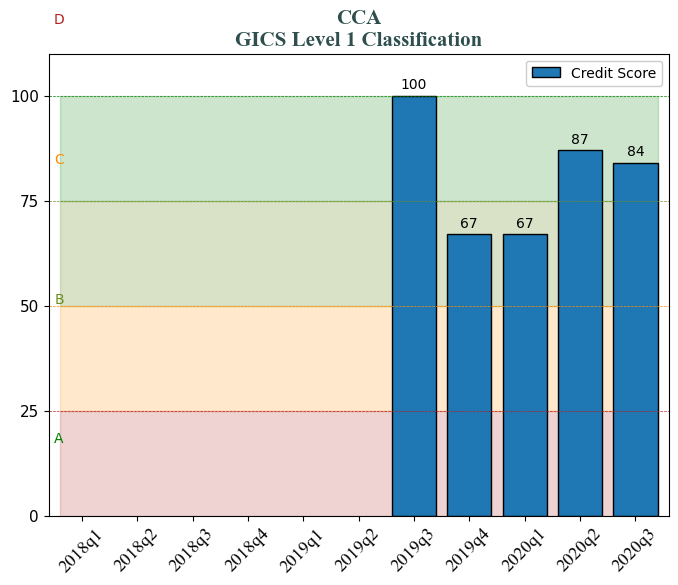 D
CCA
GICS Level 1 Classification
Credit Score
100
100
C
87
84
75
67
67
B
50
25
A
0
2018q1
2018q2
2018q3
2018q4
2019q1
2019q2
2019q3
2019q4
2020q1
2020q2
2020q3